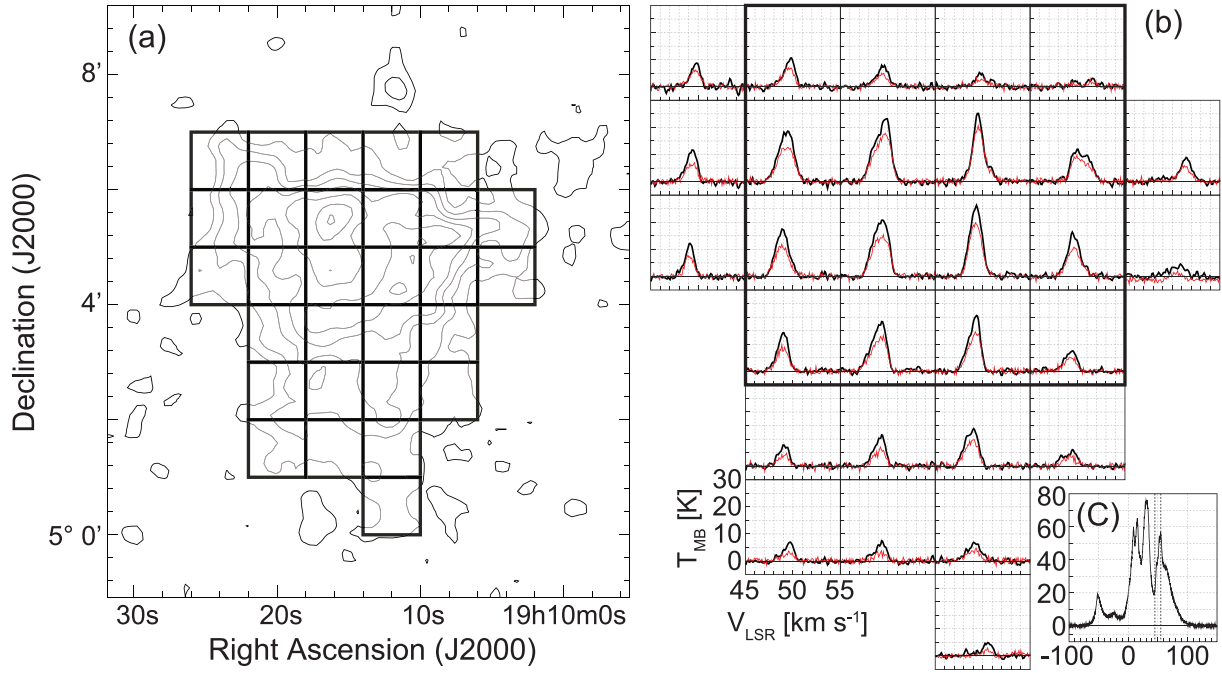 (a)
8'
4'
5° 0'
30s 20s 10s 19h10m0s
Right Ascension (J2000)
Declination (J2000)
(b)
30
20
10
0
T_MB [K]
45 50 55
V_LSR [km s⁻¹]
(C)
80
60
40
20
0
-100 0 100